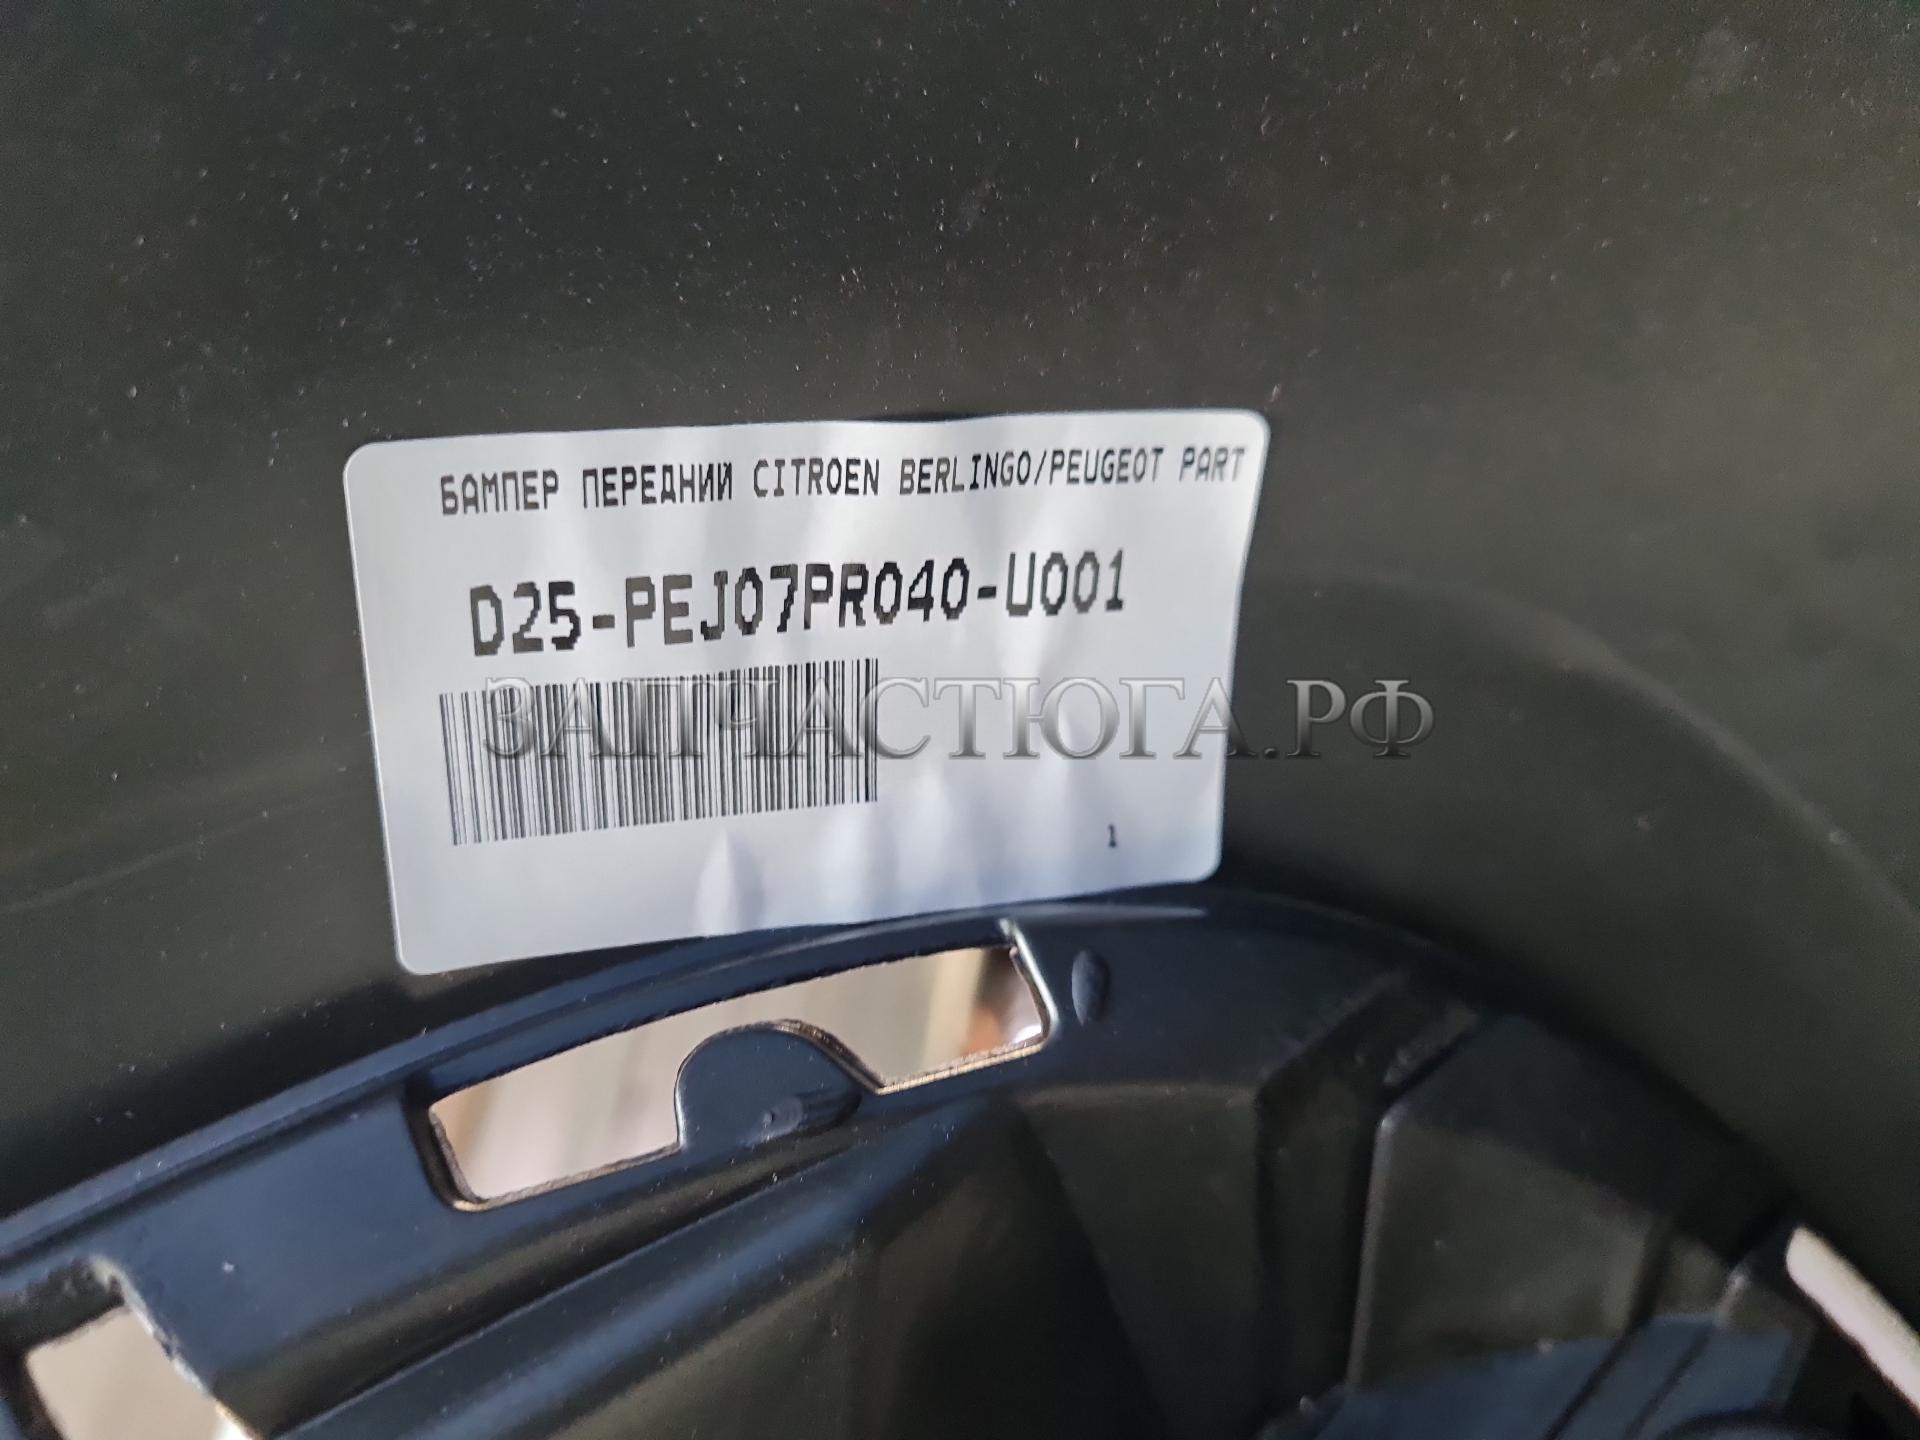 БАМПЕР ПЕРЕДНИЙ CITROEN BERLINGO/PEUGEOT PART
D25-PEJ07PR040-U001
ЗАПЧАСТЮГА.РФ
1